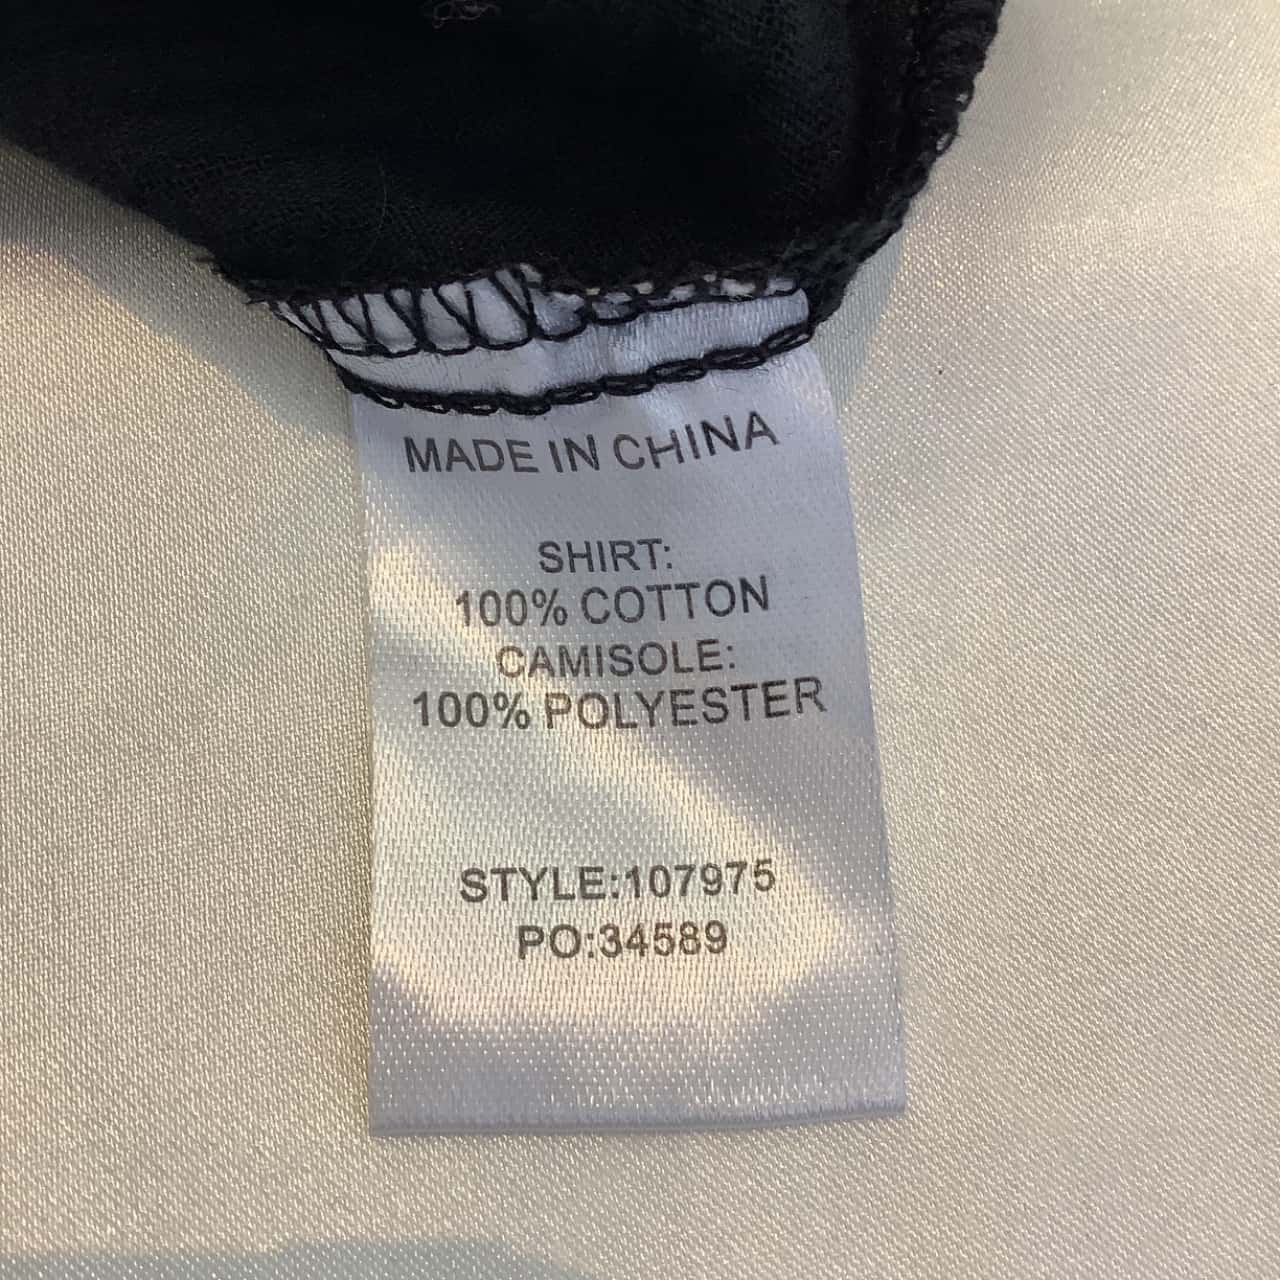 MADE IN CHINA
SHIRT:
100% COTTON
CAMISOLE:
100% POLYESTER
STYLE:107975
PO:34589